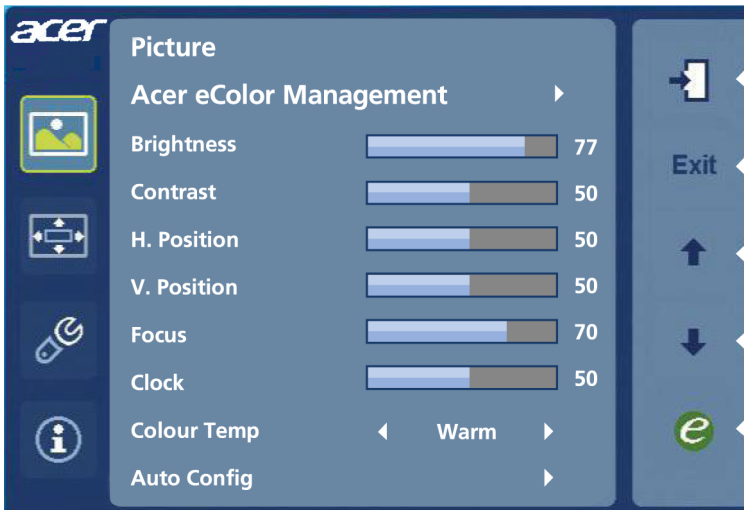 acer
Picture
Acer eColor Management
Brightness 77
Contrast 50
H. Position 50
V. Position 50
Focus 70
Clock 50
Colour Temp Warm
Auto Config
Exit
e